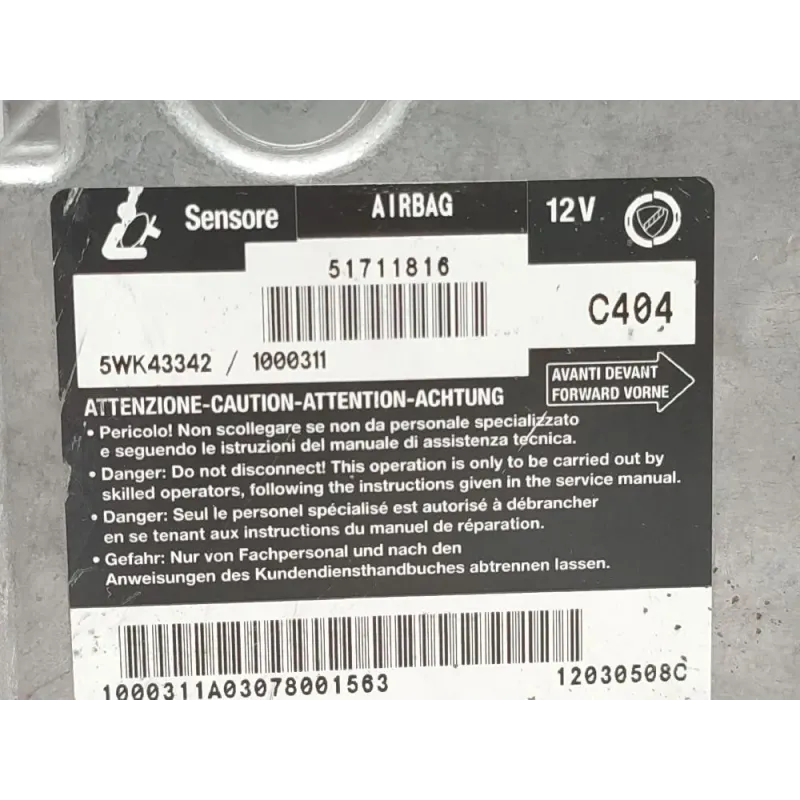 Sensore AIRBAG 12V
51711816
C404
5WK43342 / 1000311
AVANTI DEVANT
FORWARD VORNE
ATTENZIONE-CAUTION-ATTENTION-ACHTUNG
• Pericolo! Non scollegare se non da personale specializzato
e seguendo le istruzioni del manuale di assistenza tecnica.
• Danger: Do not disconnect! This operation is only to be carried out by
skilled operators, following the instructions given in the service manual.
• Danger: Seul le personel spécialisé est autorisé à débrancher
en se tenant aux instructions du manuel de réparation.
• Gefahr: Nur von Fachpersonal und nach den
Anweisungen des Kundendiensthandbuches abtrennen lassen.
1000311A03078001563 12030508C